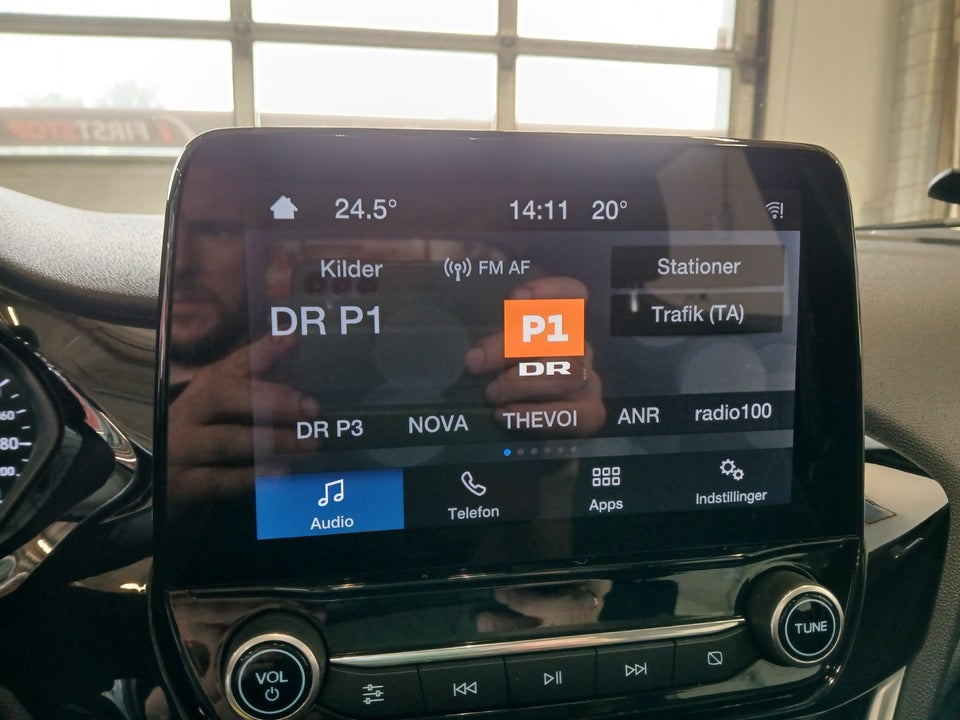 FIRSTSTOP
24.5°
14:11 20°
Kilder
FM AF
Stationer
DR P1
Trafik (TA)
P1
DR
DR P3
NOVA
THEVOI
ANR
radio100
Audio
Telefon
Apps
Indstillinger
VOL
TUNE